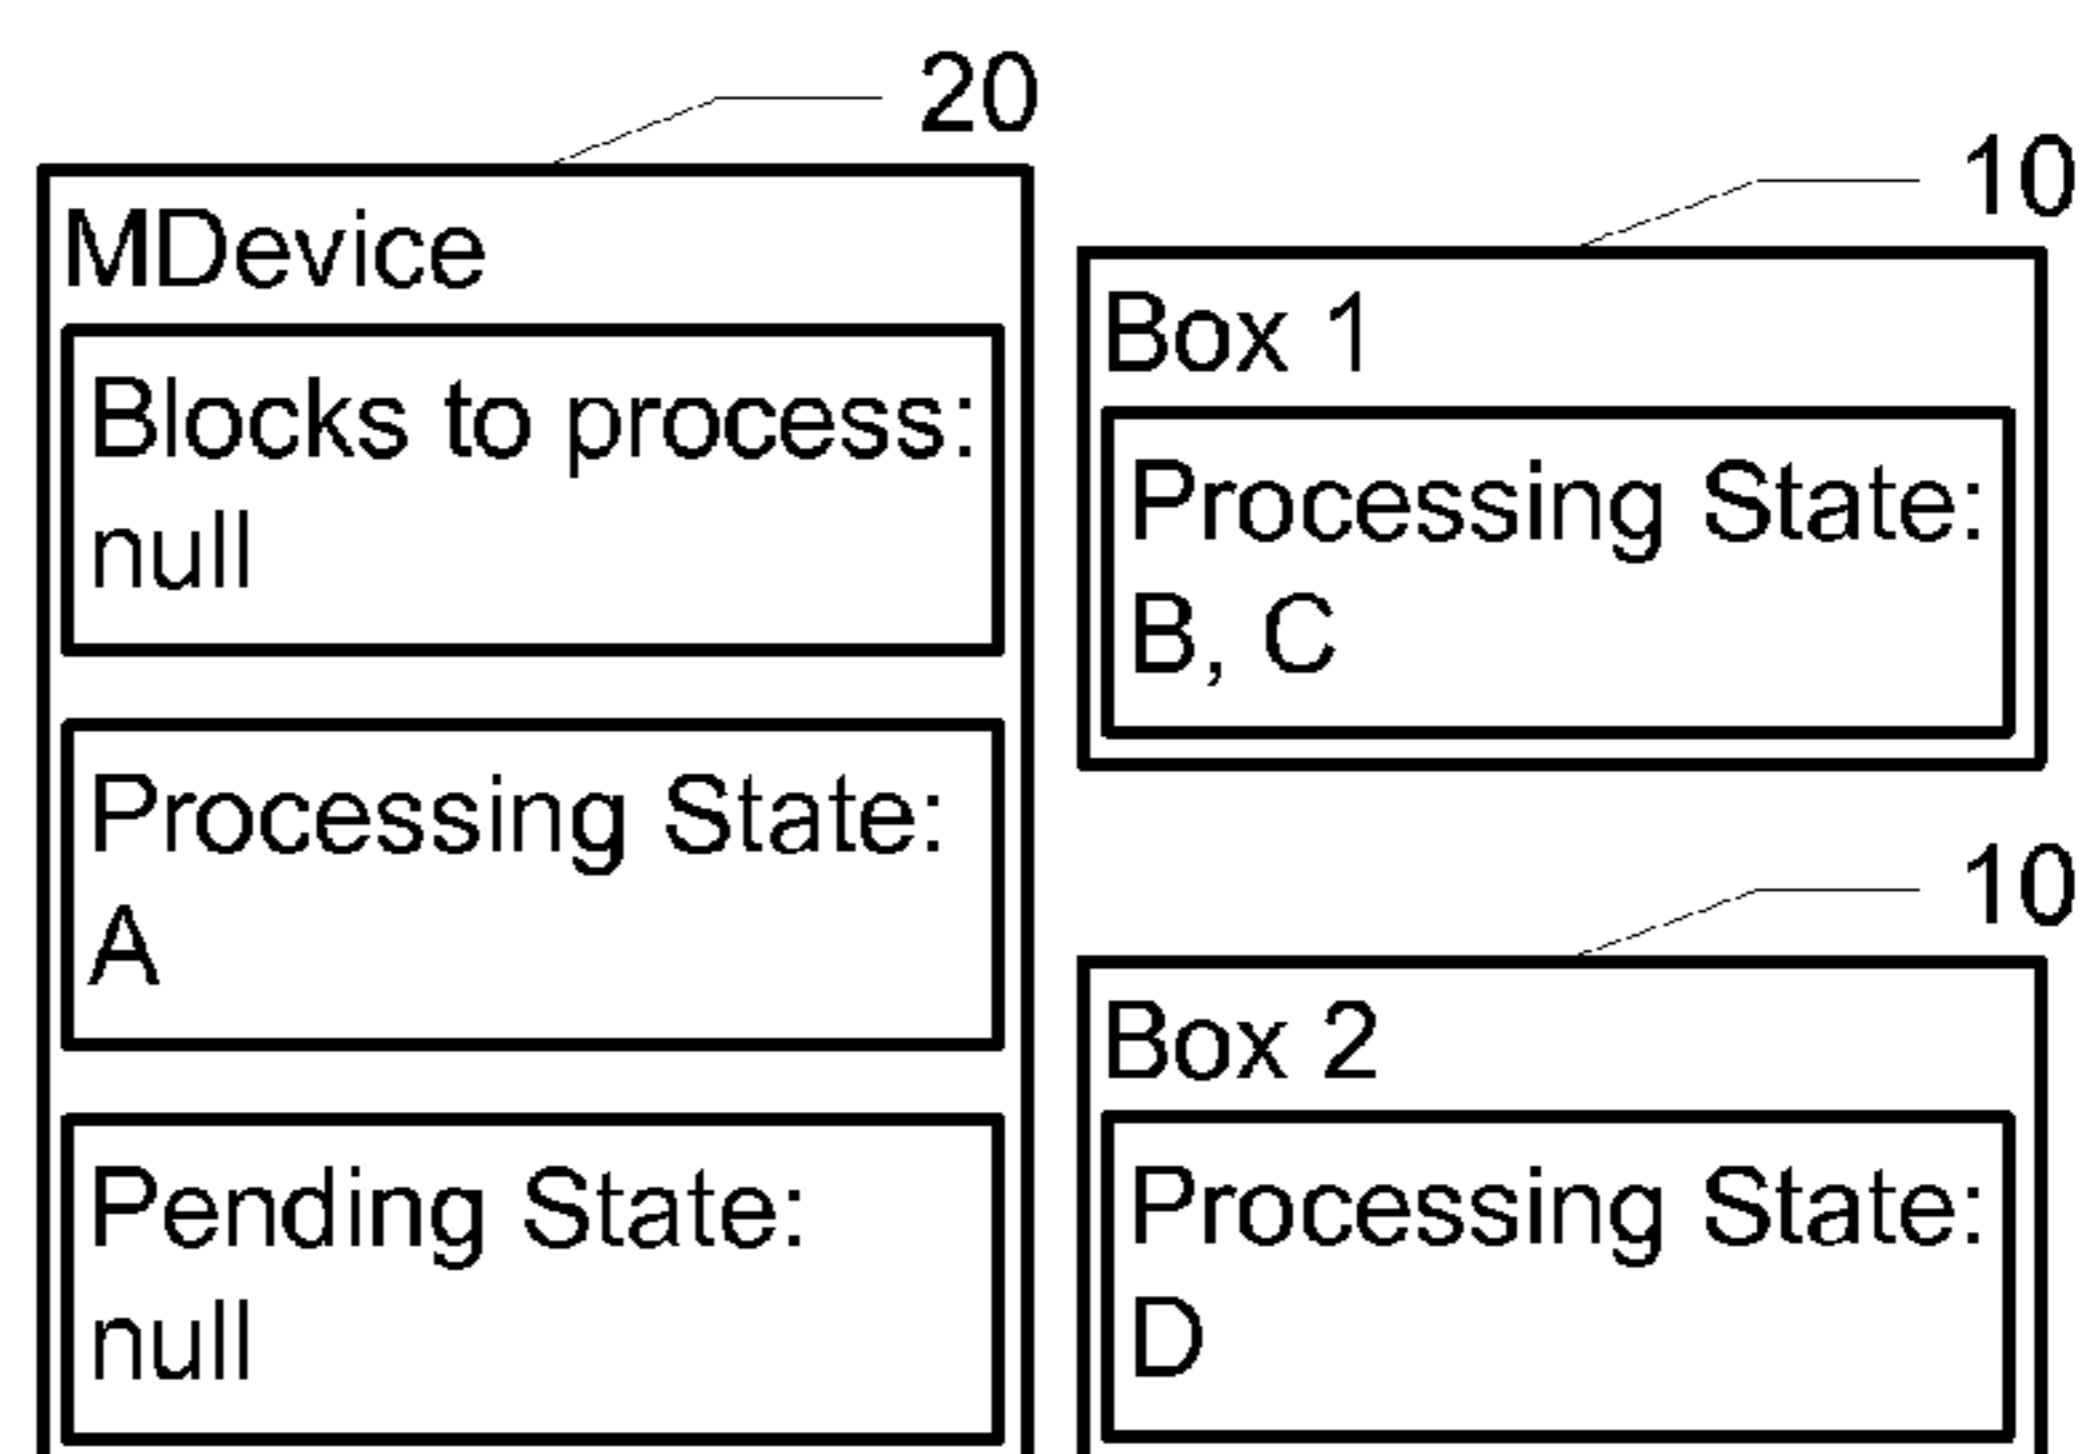 20
MDevice
Blocks to process:
null
Processing State:
A
Pending State:
null
10
Box 1
Processing State:
B, C
10
Box 2
Processing State:
D